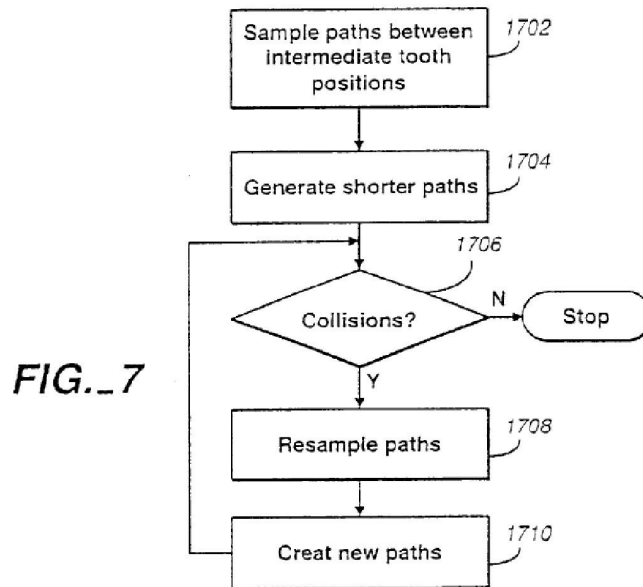 Sample paths between
intermediate tooth
positions
1702
Generate shorter paths
1704
1706
Collisions?
N
Stop
Y
FIG._7
Resample paths
1708
Creat new paths
1710